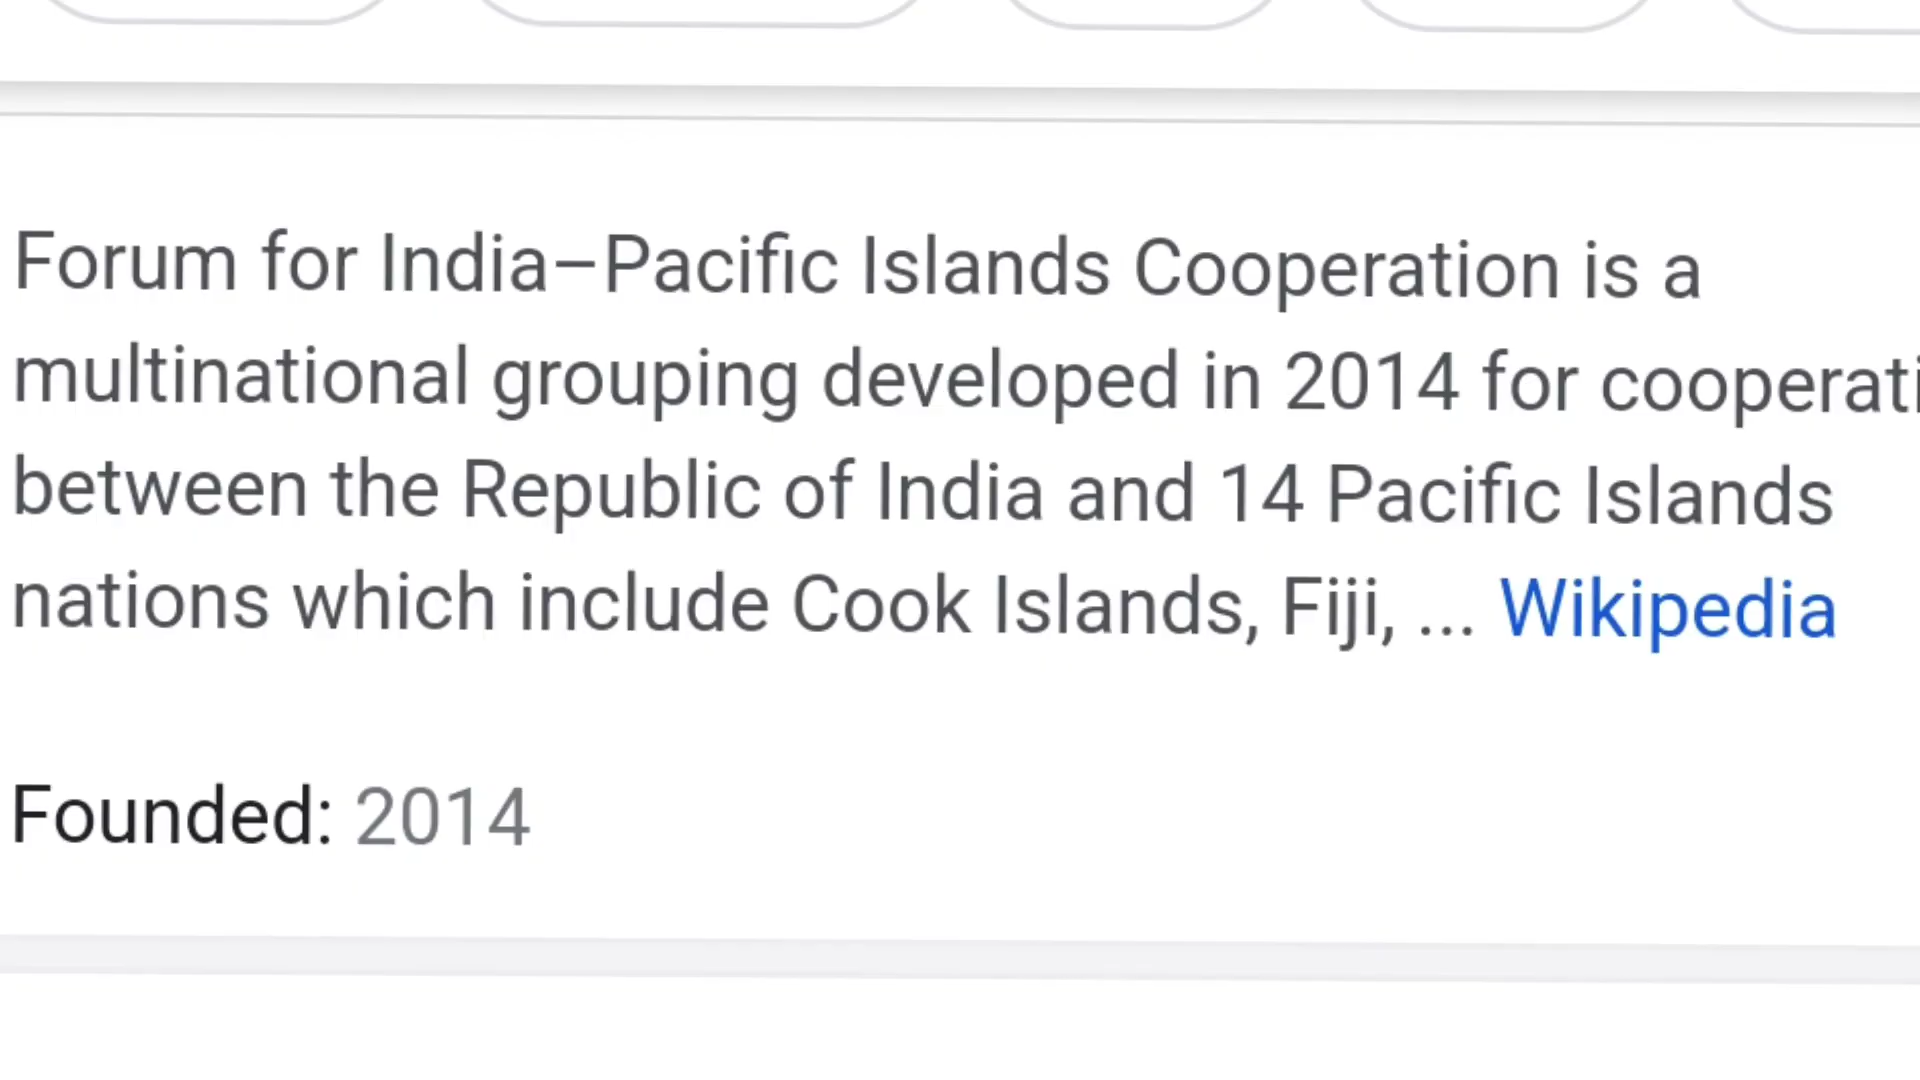 Forum for India–Pacific Islands Cooperation is a
multinational grouping developed in 2014 for cooperati
between the Republic of India and 14 Pacific Islands
nations which include Cook Islands, Fiji, ... Wikipedia
Founded: 2014